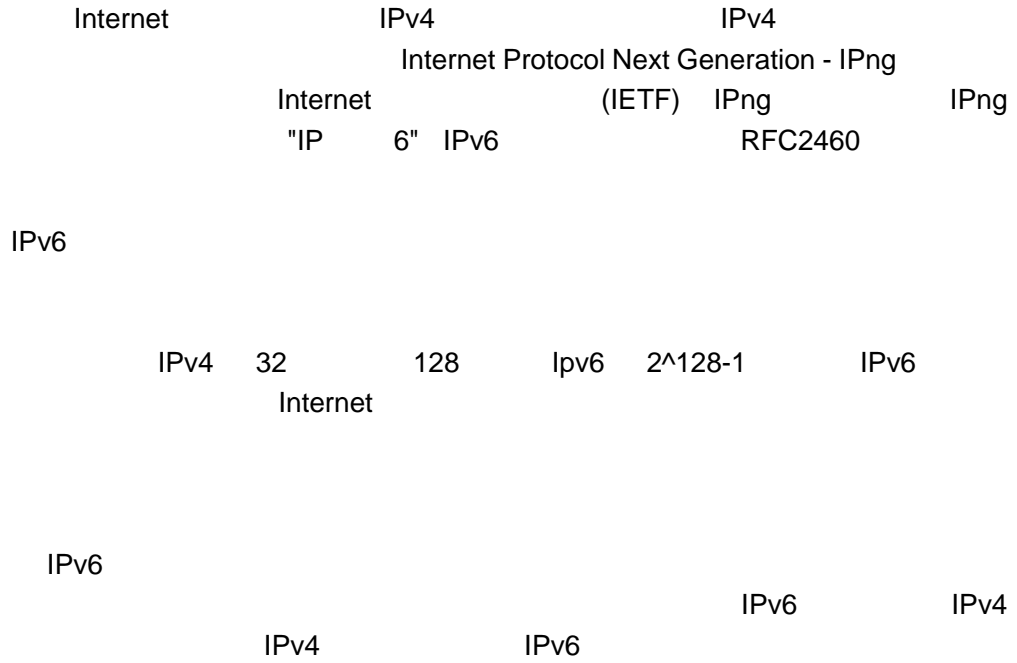 Internet IPv4 IPv4
Internet Protocol Next Generation - IPng
Internet (IETF) IPng IPng
"IP 6" IPv6 RFC2460
IPv6
IPv4 32 128 Ipv6 2^128-1 IPv6
Internet
IPv6
IPv6 IPv4
IPv4 IPv6